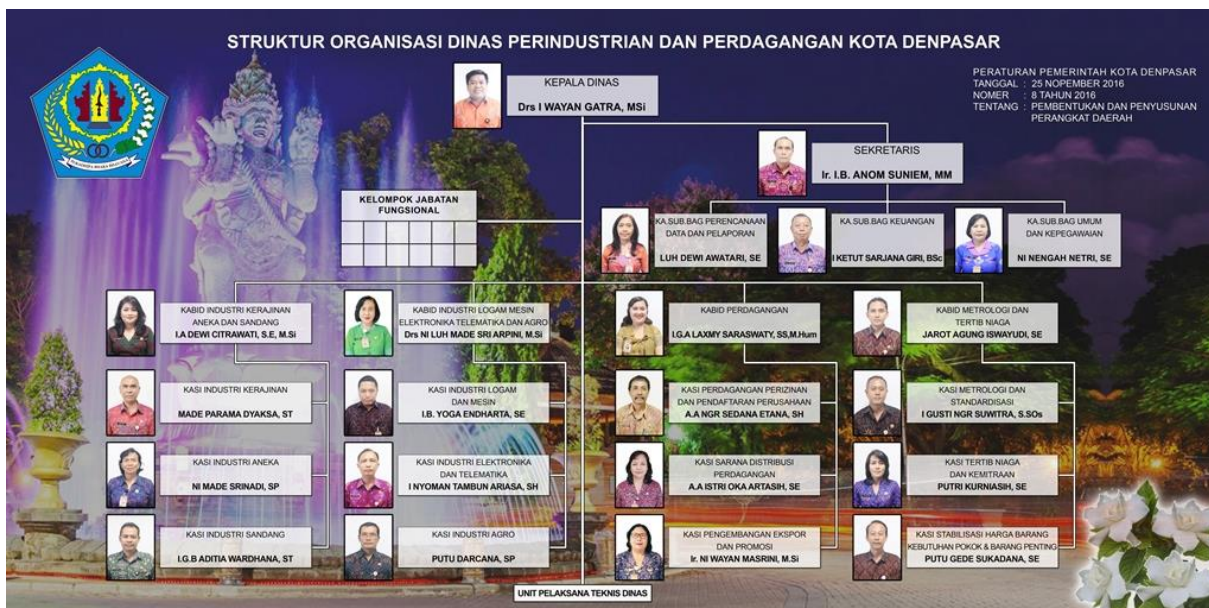 STRUKTUR ORGANISASI DINAS PERINDUSTRIAN DAN PERDAGANGAN KOTA DENPASAR
PERATURAN PEMERINTAH KOTA DENPASAR
TANGGAL : 25 NOPEMBER 2016
NOMER : 8 TAHUN 2016
TENTANG : PEMBENTUKAN DAN PENYUSUNAN
PERANGKAT DAERAH
KEPALA DINAS
Drs I WAYAN GATRA, MSi
SEKRETARIS
Ir. I.B. ANOM SUNIEM, MM
KELOMPOK JABATAN
FUNGSIONAL
KA.SUB.BAG PERENCANAAN
DATA DAN PELAPORAN
LUH DEWI AWATARI, SE
KA.SUB.BAG KEUANGAN
I KETUT SARJANA GIRI, BSc
KA.SUB.BAG UMUM
DAN KEPEGAWAIAN
NI NENGAH NETRI, SE
KABID INDUSTRI KERAJINAN
ANEKA DAN SANDANG
I.A DEWI CITRAWATI, S.E, M.Si
KABID INDUSTRI LOGAM MESIN
ELEKTRONIKA TELEMATIKA DAN AGRO
Drs NI LUH MADE SRI ARPINI, M.Si
KABID PERDAGANGAN
I.G.A LAXMY SARASWATY, SS,M.Hum
KABID METROLOGI DAN
TERTIB NIAGA
JAROT AGUNG ISWAYUDI, SE
KASI INDUSTRI KERAJINAN
MADE PARAMA DYAKSA, ST
KASI INDUSTRI LOGAM
DAN MESIN
I.B. YOGA ENDHARTA, SE
KASI PERDAGANGAN PERIZINAN
DAN PENDAFTARAN PERUSAHAAN
A.A NGR SEDANA ETANA, SH
KASI METROLOGI DAN
STANDARDISASI
I GUSTI NGR SUWITRA, S.SOs
KASI INDUSTRI ANEKA
NI MADE SRINADI, SP
KASI INDUSTRI ELEKTRONIKA
DAN TELEMATIKA
I NYOMAN TAMBUN ARIASA, SH
KASI SARANA DISTRIBUSI
PERDAGANGAN
A.A ISTRI OKA ARTASIH, SE
KASI TERTIB NIAGA
DAN KEMITRAAN
PUTRI KURNIASIH, SE
KASI INDUSTRI SANDANG
I.G.B ADITIA WARDHANA, ST
KASI INDUSTRI AGRO
PUTU DARCANA, SP
KASI PENGEMBANGAN EKSPOR
DAN PROMOSI
Ir. NI WAYAN MASRINI, M.Si
KASI STABILISASI HARGA BARANG
KEBUTUHAN POKOK & BARANG PENTING
PUTU GEDE SUKADANA, SE
UNIT PELAKSANA TEKNIS DINAS